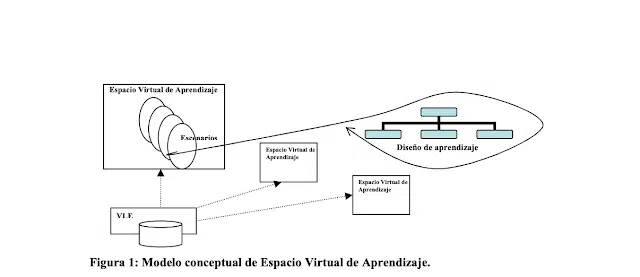 Espacio Virtual de Aprendizaje
Escenarios
Diseño de aprendizaje
Espacio Virtual de
Aprendizaje
Espacio Virtual de
Aprendizaje
VLE
Figura 1: Modelo conceptual de Espacio Virtual de Aprendizaje.